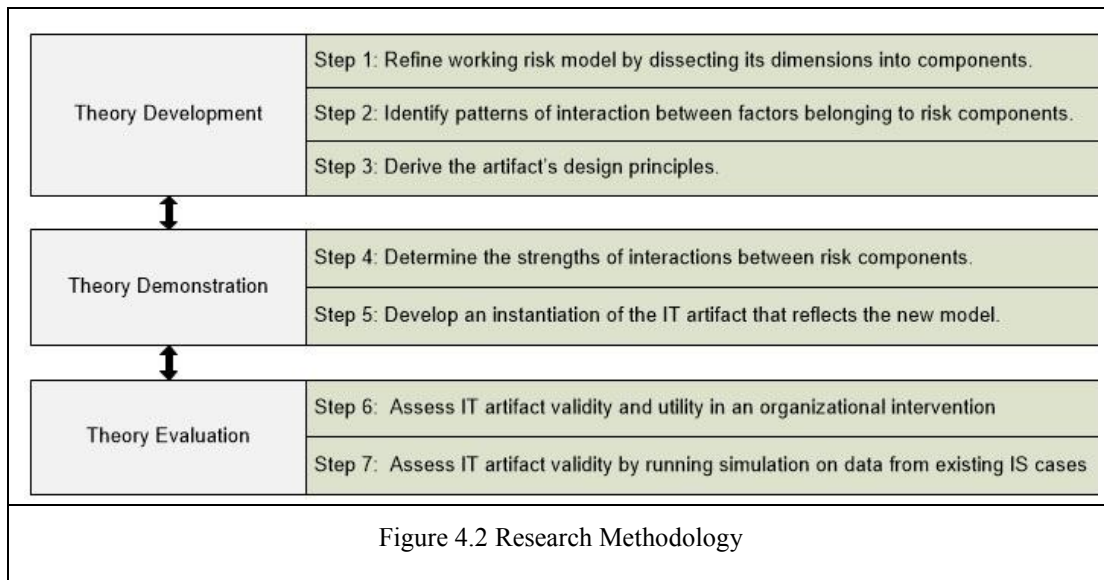 Theory Development
Step 1: Refine working risk model by dissecting its dimensions into components.
Step 2: Identify patterns of interaction between factors belonging to risk components.
Step 3: Derive the artifact's design principles.
Theory Demonstration
Step 4: Determine the strengths of interactions between risk components.
Step 5: Develop an instantiation of the IT artifact that reflects the new model.
Theory Evaluation
Step 6: Assess IT artifact validity and utility in an organizational intervention
Step 7: Assess IT artifact validity by running simulation on data from existing IS cases
Figure 4.2 Research Methodology